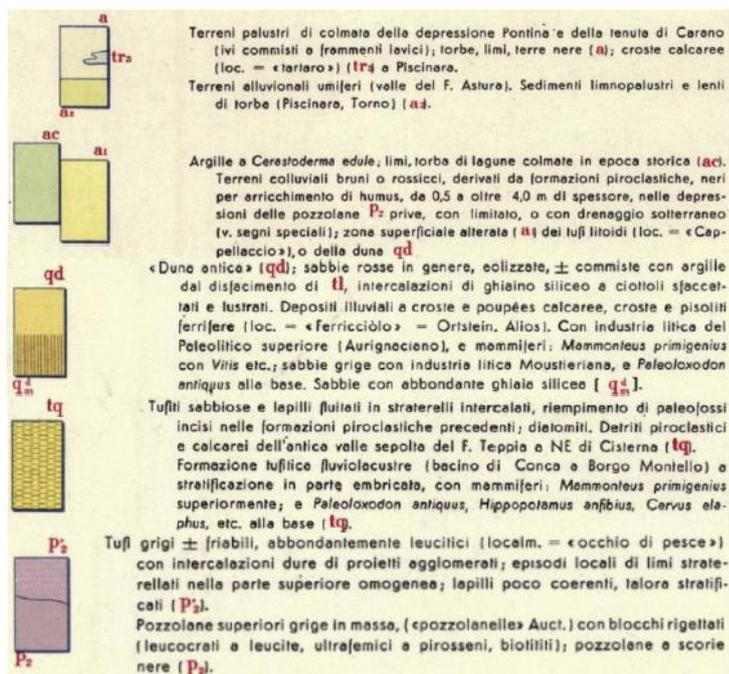 a
tr₃
a₂
Terreni palustri di colmata della depressione Pontina e della tenuta di Carano
(ivi commisti a frammenti lavici); torbe, limi, terre nere (a); croste calcaree
(loc. = «tartaro») (tr₃) a Piscinara.
Terreni alluvionali umiferi (valle del F. Astura). Sedimenti limnopalustri e lenti
di torba (Piscinara, Torno) (a₂).
ac
a₁
Argille a Cerastoderma edule; limi, torba di lagune colmate in epoca storica (ac).
Terreni colluviali bruni o rossicci, derivati da formazioni piroclastiche, neri
per arricchimento di humus, da 0,5 a oltre 4,0 m di spessore, nelle depres-
sioni delle pozzolane P₂ prive, con limitato, o con drenaggio sotterraneo
(v. segni speciali); zona superficiale alterata (a₁) dei tufi litoidi (loc. = «Cap-
pellaccio»), o della duna qd
qd
q d m
«Duna antica» (qd); sabbie rosse in genere, eolizzate, ± commiste con argille
dal disfacimento di tl, intercalazioni di ghiaino siliceo a ciottoli sfaccet-
tati e lustrati. Depositi illuviali a croste e poupées calcaree, croste e pisoliti
ferrifere (loc. = «Ferricciòlo» = Ortstein. Alios). Con industria litica del
Paleolitico superiore (Aurignaciano), e mammiferi: Mammonteus primigenius
con Vitis etc.; sabbie grige con industria litica Moustieriana, e Paleoloxodon
antiquus alla base. Sabbie con abbondante ghiaia silicea [ q d m ].
tq
Tufiti sabbiose e lapilli fluitati in straterelli intercalati, riempimento di paleofossi
incisi nelle formazioni piroclastiche precedenti; diatomiti. Detriti piroclastici
e calcarei dell'antica valle sepolta del F. Teppia a NE di Cisterna (tq).
Formazione tufitica fluviolacustre (bacino di Conca a Borgo Montello) a
stratificazione in parte embricata, con mammiferi: Mammonteus primigenius
superiormente; e Paleoloxodon antiquus, Hippopotamus anfibius, Cervus ela-
phus, etc. alla base (tq).
P'₂
P₂
Tufi grigi ± friabili, abbondantemente leucitici (localm. = «occhio di pesce»)
con intercalazioni dure di proietti agglomerati; episodi locali di limi strate-
rellati nella parte superiore omogenea; lapilli poco coerenti, talora stratifi-
cati (P'₂).
Pozzolane superiori grige in massa, («pozzolanelle» Auct.) con blocchi rigettati
(leucocrati a leucite, ultrafemici a pirosseni, biotititi); pozzolane a scorie
nere (P₂).